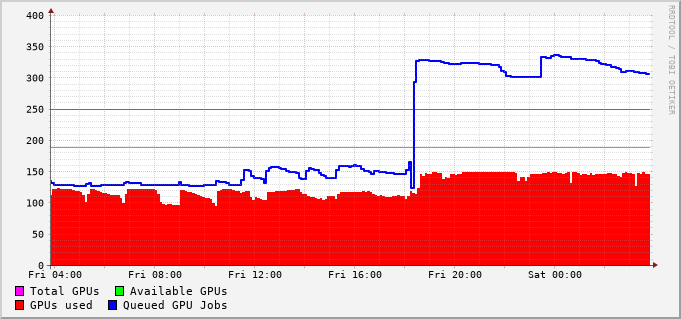 400
350
300
250
200
150
100
50
0
Fri 04:00 Fri 08:00 Fri 12:00 Fri 16:00 Fri 20:00 Sat 00:00
Total GPUs Available GPUs
GPUs used Queued GPU Jobs
RRDTOOL / TOBI OETIKER